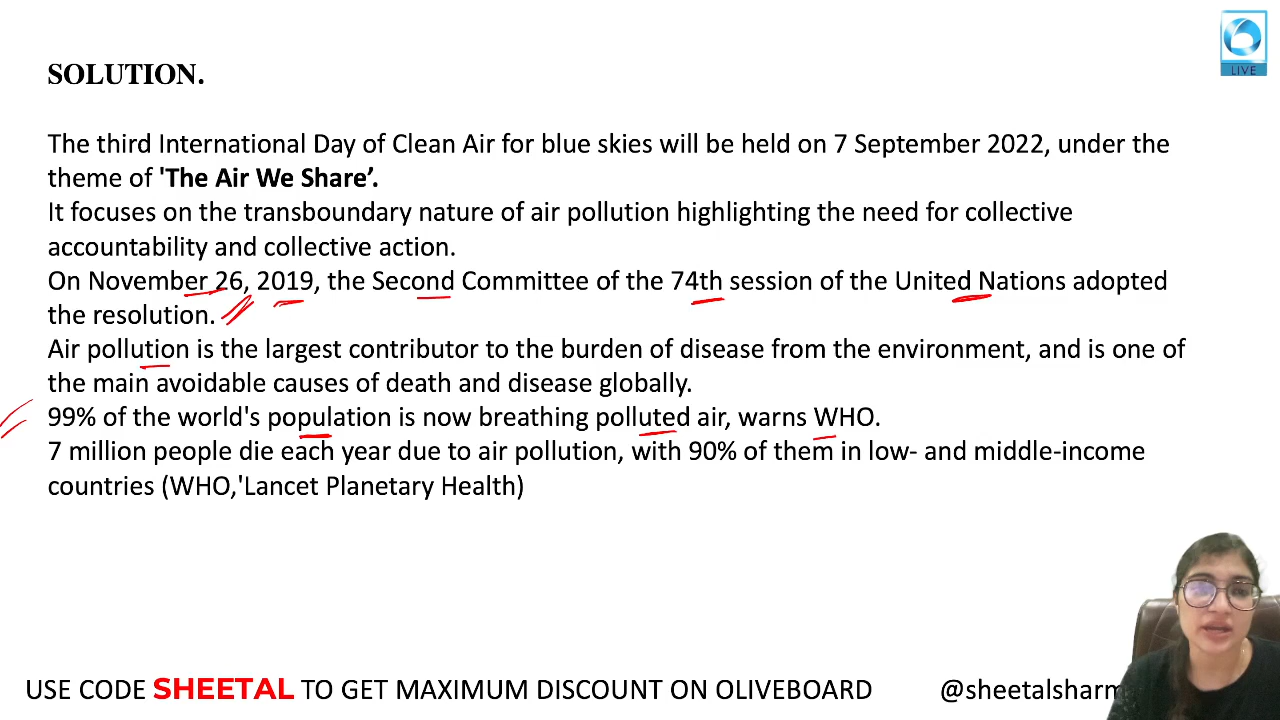 LIVE
SOLUTION.
The third International Day of Clean Air for blue skies will be held on 7 September 2022, under the
theme of 'The Air We Share’.
It focuses on the transboundary nature of air pollution highlighting the need for collective
accountability and collective action.
On November 26, 2019, the Second Committee of the 74th session of the United Nations adopted
the resolution.
Air pollution is the largest contributor to the burden of disease from the environment, and is one of
the main avoidable causes of death and disease globally.
99% of the world's population is now breathing polluted air, warns WHO.
7 million people die each year due to air pollution, with 90% of them in low- and middle-income
countries (WHO,'Lancet Planetary Health)
USE CODE SHEETAL TO GET MAXIMUM DISCOUNT ON OLIVEBOARD
@sheetalsharm